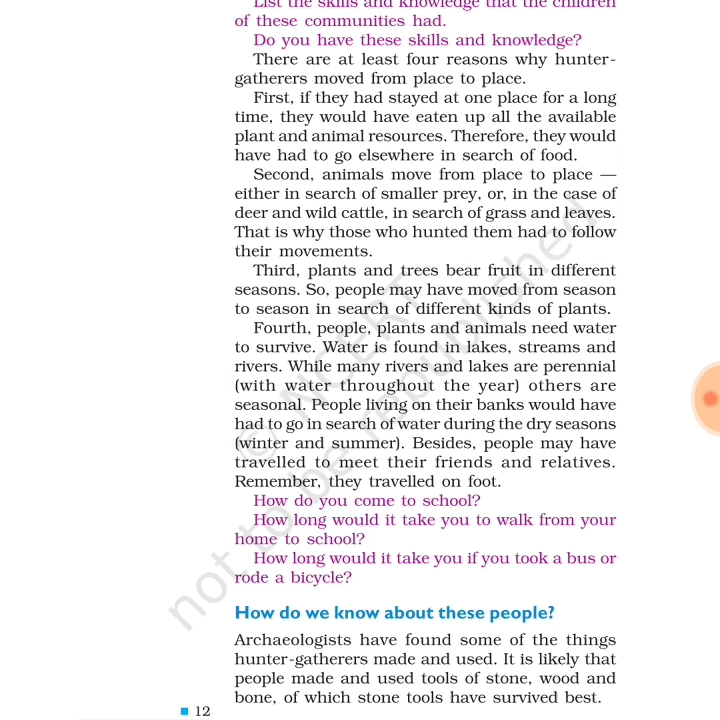 List the skills and knowledge that the children
of these communities had.
Do you have these skills and knowledge?
There are at least four reasons why hunter-
gatherers moved from place to place.
First, if they had stayed at one place for a long
time, they would have eaten up all the available
plant and animal resources. Therefore, they would
have had to go elsewhere in search of food.
Second, animals move from place to place —
either in search of smaller prey, or, in the case of
deer and wild cattle, in search of grass and leaves.
That is why those who hunted them had to follow
their movements.
Third, plants and trees bear fruit in different
seasons. So, people may have moved from season
to season in search of different kinds of plants.
Fourth, people, plants and animals need water
to survive. Water is found in lakes, streams and
rivers. While many rivers and lakes are perennial
(with water throughout the year) others are
seasonal. People living on their banks would have
had to go in search of water during the dry seasons
(winter and summer). Besides, people may have
travelled to meet their friends and relatives.
Remember, they travelled on foot.
How do you come to school?
How long would it take you to walk from your
home to school?
How long would it take you if you took a bus or
rode a bicycle?
How do we know about these people?
Archaeologists have found some of the things
hunter-gatherers made and used. It is likely that
people made and used tools of stone, wood and
bone, of which stone tools have survived best.
12
© NCERT
not to be republished